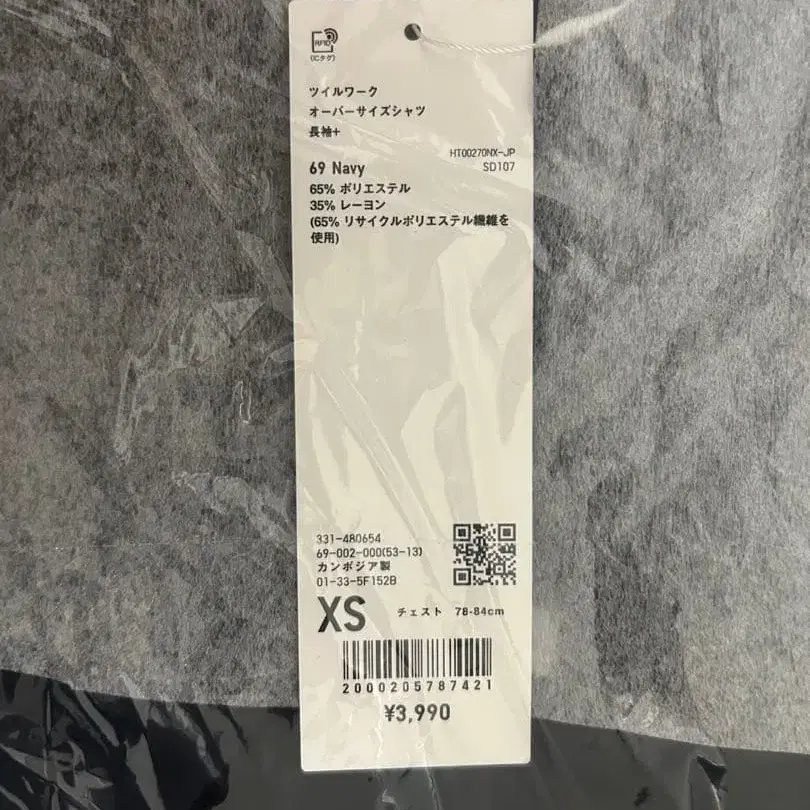 RFID
(ICタグ)
ツイルワーク
オーバーサイズシャツ
長袖+
HT00270NX-JP
69 Navy
SD107
65% ポリエステル
35% レーヨン
(65% リサイクルポリエステル繊維を
使用)
331-480654
69-002-000(53-13)
カンボジア製
01-33-5F152B
XS チェスト 78-84cm
2000205787421
¥3,990